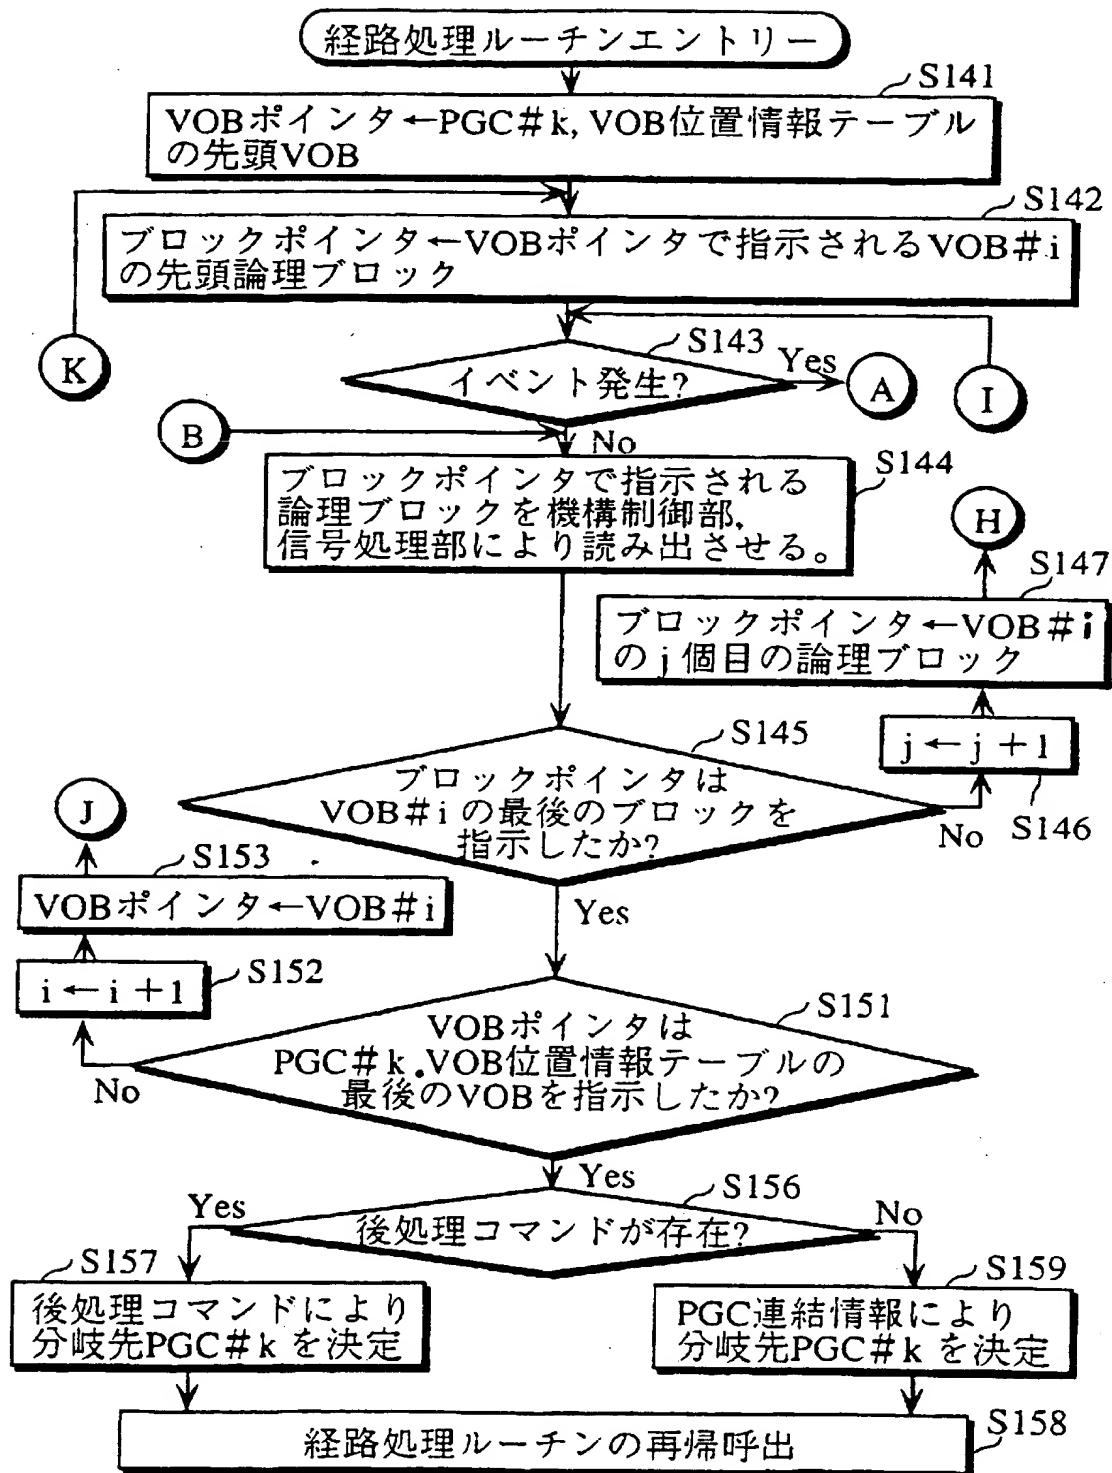 経路処理ルーチンエントリー
S141
VOBポインタ←PGC#k, VOB位置情報テーブル
の先頭VOB
S142
ブロックポインタ←VOBポインタで指示されるVOB#i
の先頭論理ブロック
K
S143
イベント発生?
Yes
A
I
B
No
S144
ブロックポインタで指示される
論理ブロックを機構制御部,
信号処理部により読み出させる。
H
S147
ブロックポインタ←VOB#i
のj個目の論理ブロック
S145
ブロックポインタは
VOB#iの最後のブロックを
指示したか?
j←j+1
No
S146
J
S153
VOBポインタ←VOB#i
Yes
i←i+1
S152
S151
VOBポインタは
PGC#k.VOB位置情報テーブルの
最後のVOBを指示したか?
No
Yes
S156
後処理コマンドが存在?
Yes
No
S157
後処理コマンドにより
分岐先PGC#kを決定
S159
PGC連結情報により
分岐先PGC#kを決定
S158
経路処理ルーチンの再帰呼出